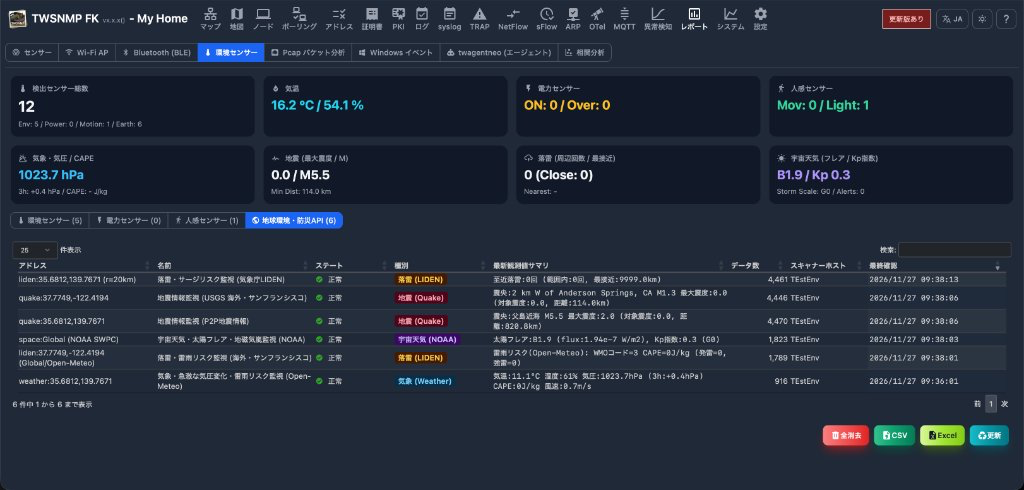 TWSNMP FK vx.x.x() - My Home
マップ 地図 ノード ポーリング アドレス 証明書 PKI ログ syslog TRAP NetFlow sFlow ARP OTel MQTT 異常検知 レポート システム 設定
更新版あり JA ?
センサー Wi-Fi AP Bluetooth (BLE) 環境センサー Pcap パケット分析 Windows イベント twagentneo (エージェント) 相関分析
検出センサー総数
12
Env: 5 / Power: 0 / Motion: 1 / Earth: 6
気温
16.2 °C / 54.1 %
電力センサー
ON: 0 / Over: 0
人感センサー
Mov: 0 / Light: 1
気象・気圧 / CAPE
1023.7 hPa
3h: +0.4 hPa / CAPE: - J/kg
地震 (最大震度 / M)
0.0 / M5.5
Min Dist: 114.0 km
落雷 (周辺回数 / 最接近)
0 (Close: 0)
Nearest: -
宇宙天気 (フレア / Kp指数)
B1.9 / Kp 0.3
Storm Scale: G0 / Alerts: 0
環境センサー (5) 電力センサー (0) 人感センサー (1) 地球環境・防災API (6)
25 件表示 検索:
アドレス 名前 ステート 種別 最新観測値サマリ データ数 スキャナーホスト 最終確認
liden:35.6812,139.7671 (r=20km) 落雷・サージリスク監視 (気象庁LIDEN) 正常 落雷 (LIDEN) 至近落雷:0回 (範囲内:0回, 最接近:9999.0km) 4,461 TEstEnv 2026/11/27 09:38:13
quake:37.7749,-122.4194 地震情報監視 (USGS 海外・サンフランシスコ) 正常 地震 (Quake) 震央:2 km W of Anderson Springs, CA M1.3 最大震度:0.0 (対象震度:0.0, 距離:114.0km) 4,446 TEstEnv 2026/11/27 09:38:06
quake:35.6812,139.7671 地震情報監視 (P2P地震情報) 正常 地震 (Quake) 震央:父島近海 M5.5 最大震度:2.0 (対象震度:0.0, 距離:820.8km) 4,470 TEstEnv 2026/11/27 09:38:06
space:Global (NOAA SWPC) 宇宙天気・太陽フレア・地磁気嵐監視 (NOAA) 正常 宇宙天気 (NOAA) 太陽フレア:B1.9 (flux:1.94e-7 W/m2), Kp指数:0.3 (G0) 1,823 TEstEnv 2026/11/27 09:38:03
liden:37.7749,-122.4194 (Global/Open-Meteo) 落雷・雷雨リスク監視 (海外・サンフランシスコ) 正常 落雷 (LIDEN) 雷雨リスク(Open-Meteo): WMOコード=3 CAPE=0J/kg (発雷=0, 強雷=0) 1,789 TEstEnv 2026/11/27 09:38:01
weather:35.6812,139.7671 気象・急激な気圧変化・雷雨リスク監視 (Open-Meteo) 正常 気象 (Weather) 気温:11.1℃ 湿度:61% 気圧:1023.7hPa (3h:+0.4hPa) CAPE:0J/kg 風速:0.7m/s 916 TEstEnv 2026/11/27 09:36:01
6 件中 1 から 6 まで表示 前 1 次
全消去 CSV Excel 更新